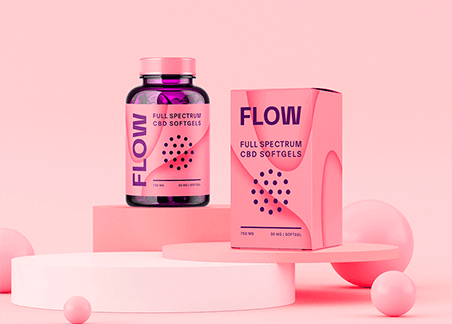 FLOW
FULL SPECTRUM
CBD SOFTGELS
750 MG
30 MG | SOFTGEL
FLOW
FULL SPECTRUM
CBD SOFTGELS
750 MG
30 MG | SOFTGEL